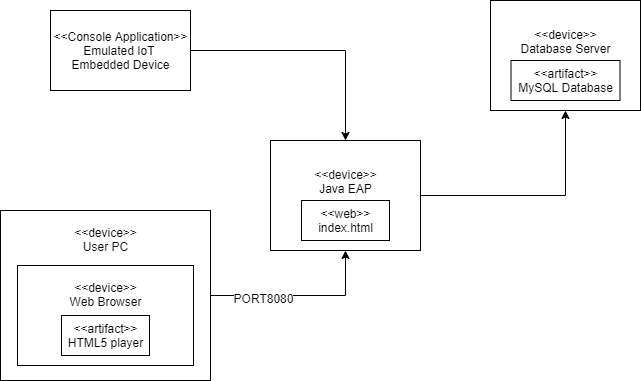 <<Console Application>>
Emulated IoT
Embedded Device
<<device>>
Database Server
<<artifact>>
MySQL Database
<<device>>
Java EAP
<<web>>
index.html
<<device>>
User PC
<<device>>
Web Browser
<<artifact>>
HTML5 player
PORT8080